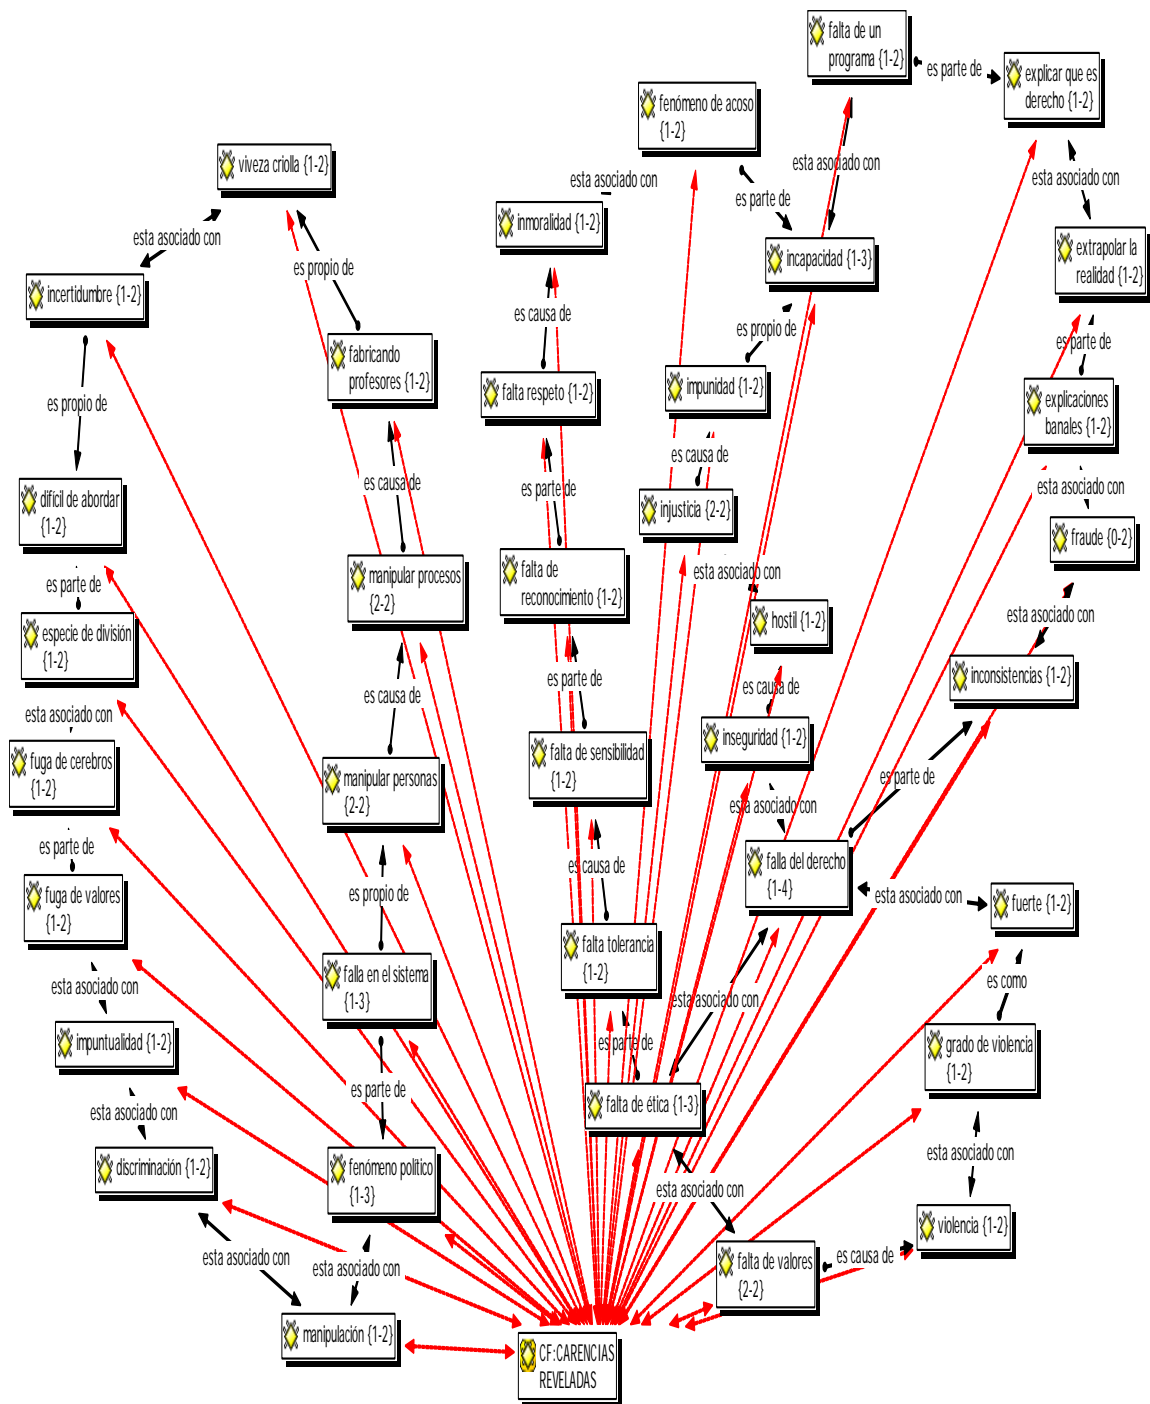 falta de un
programa {1-2}
es parte de
explicar que es
derecho {1-2}
fenómeno de acoso
{1-2}
viveza criolla {1-2}
esta asociado con
esta asociado con
es parte de
esta asociado con
inmoralidad {1-2}
esta asociado con
incapacidad {1-3}
extrapolar la
realidad {1-2}
es propio de
incertidumbre {1-2}
es causa de
es propio de
es parte de
fabricando
profesores {1-2}
falta respeto {1-2}
impunidad {1-2}
explicaciones
banales {1-2}
es propio de
es causa de
es causa de
es parte de
esta asociado con
difícil de abordar
{1-2}
injusticia {2-2}
fraude {0-2}
es parte de
manipular procesos
{2-2}
falta de
reconocimiento {1-2}
esta asociado con
hostil {1-2}
esta asociado con
especie de división
{1-2}
es causa de
es parte de
es causa de
inconsistencias {1-2}
esta asociado con
fuga de cerebros
{1-2}
manipular personas
{2-2}
falta de sensibilidad
{1-2}
inseguridad {1-2}
es parte de
esta asociado con
es parte de
es causa de
falla del derecho
{1-4}
fuga de valores
{1-2}
es propio de
esta asociado con
fuerte {1-2}
falta tolerancia
{1-2}
falla en el sistema
{1-3}
esta asociado con
esta asociado con
es como
impuntualidad {1-2}
es parte de
grado de violencia
{1-2}
es parte de
falta de ética {1-3}
esta asociado con
esta asociado con
discriminación {1-2}
fenómeno político
{1-3}
esta asociado con
violencia {1-2}
esta asociado con
esta asociado con
falta de valores
{2-2}
es causa de
manipulación {1-2}
CF:CARENCIAS
REVELADAS